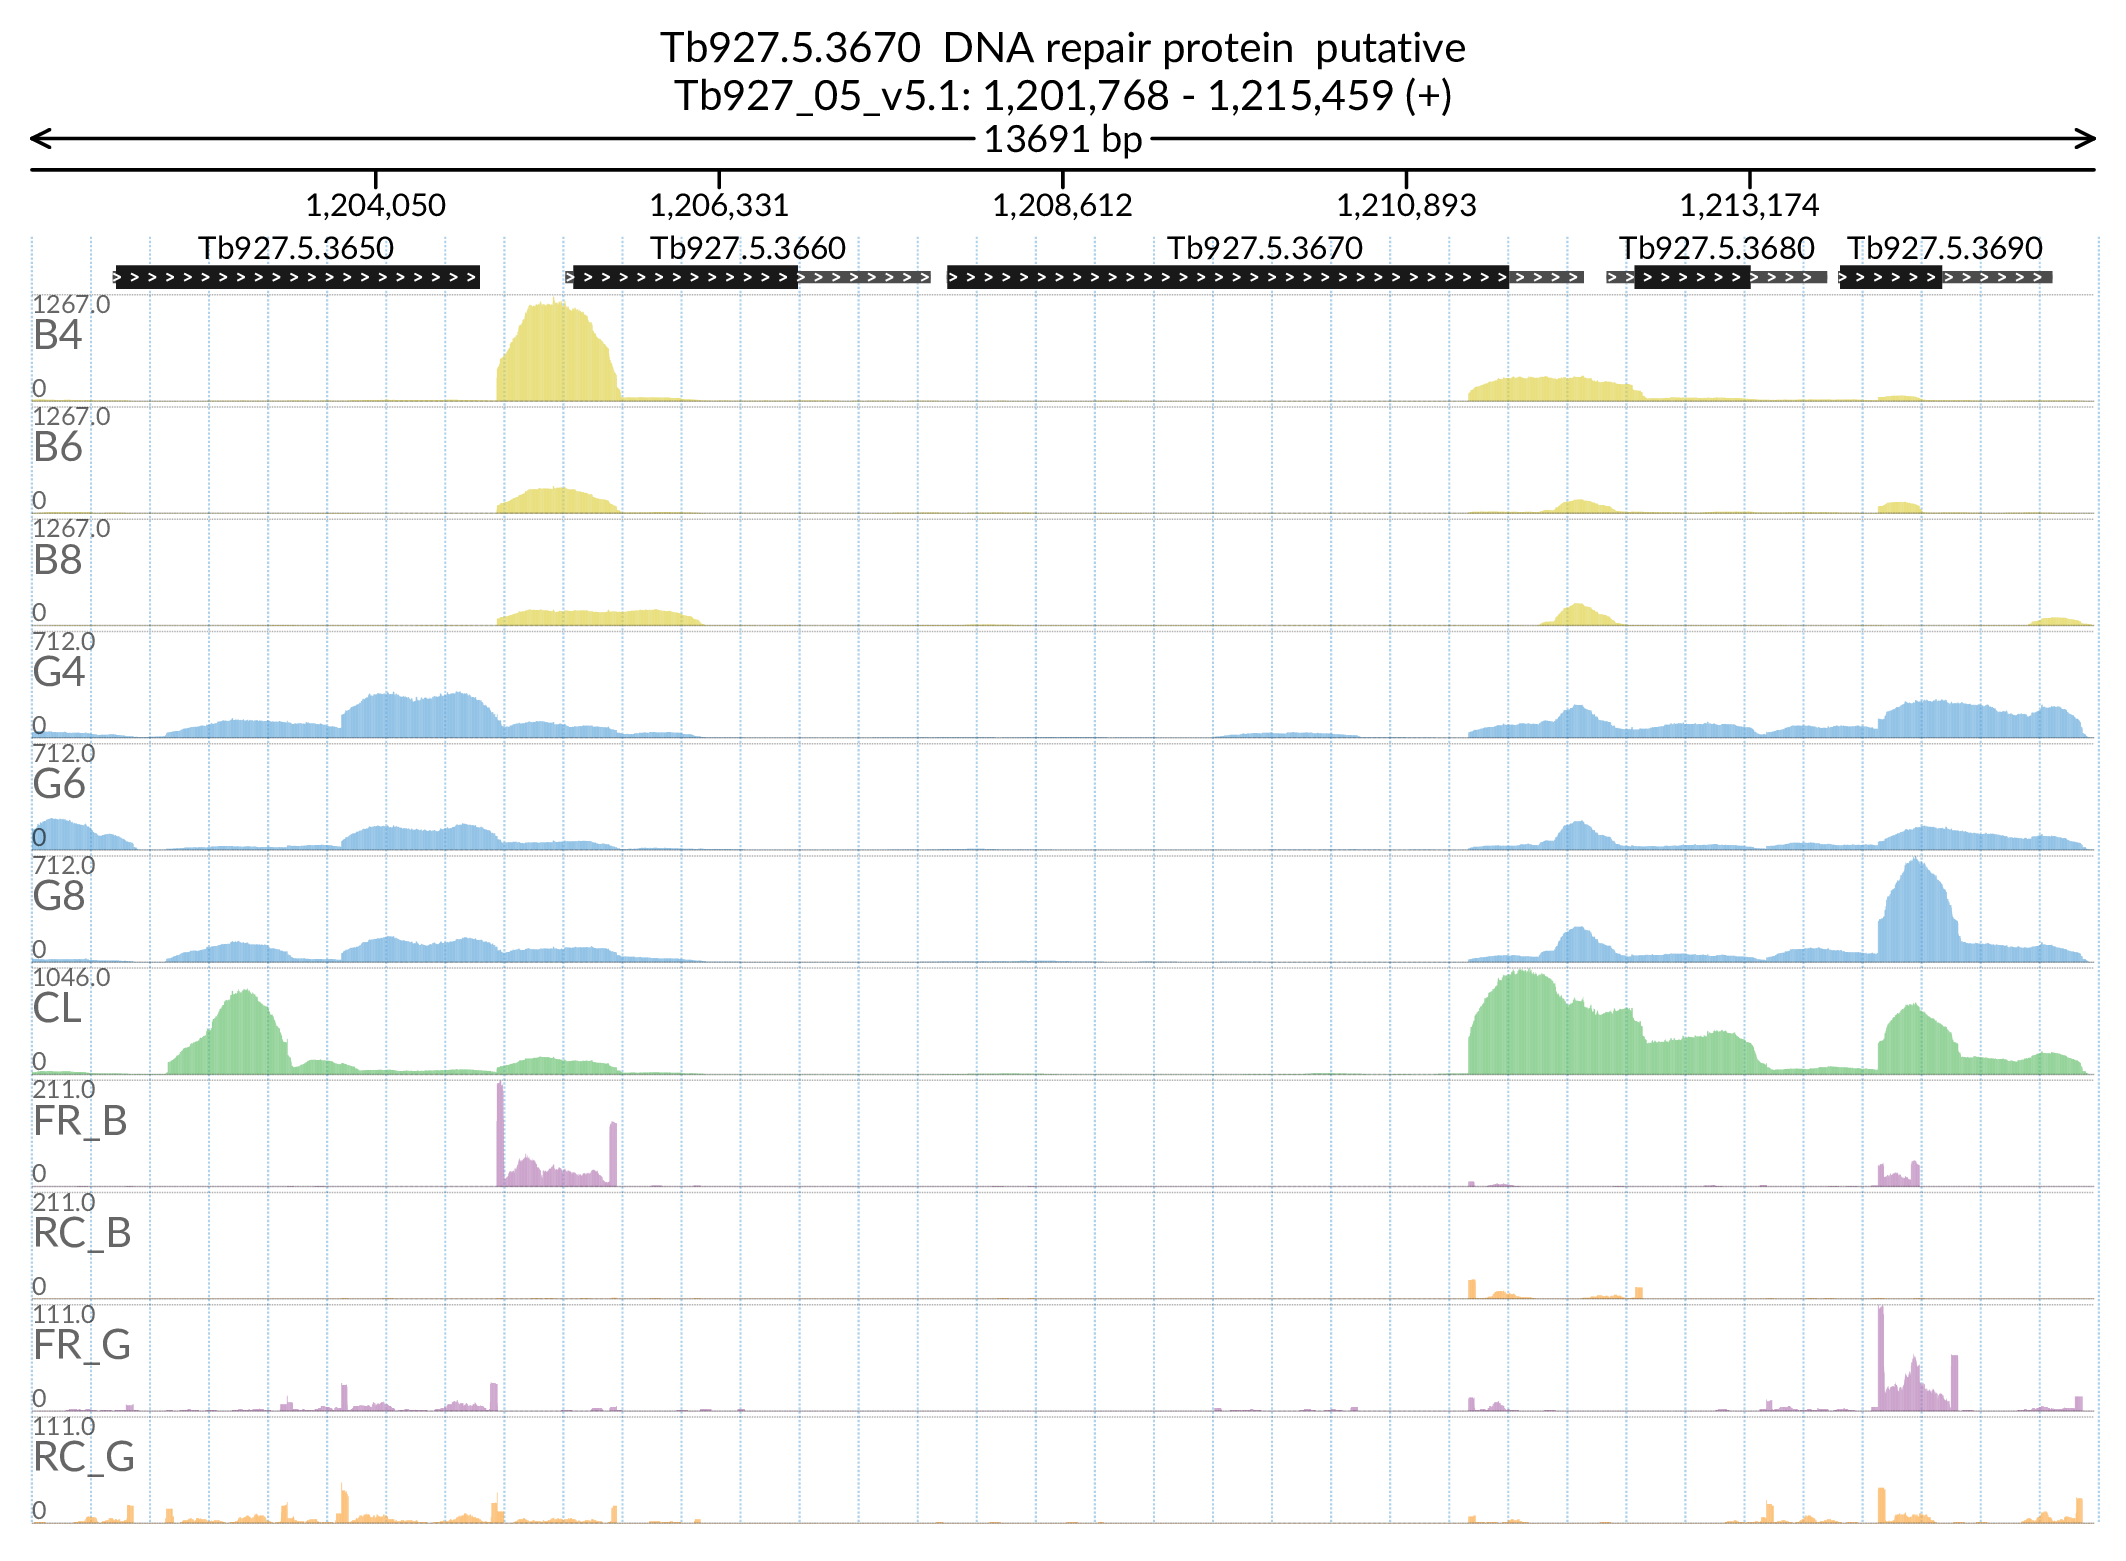 Tb927.5.3670  DNA repair protein  putative
Tb927_05_v5.1: 1,201,768 - 1,215,459 (+)
13691 bp
1,204,050 1,206,331 1,208,612 1,210,893 1,213,174
Tb927.5.3650 Tb927.5.3660 Tb927.5.3670 Tb927.5.3680 Tb927.5.3690
1267.0
B4
0
1267.0
B6
0
1267.0
B8
0
712.0
G4
0
712.0
G6
0
712.0
G8
0
1046.0
CL
0
211.0
FR_B
0
211.0
RC_B
0
111.0
FR_G
0
111.0
RC_G
0